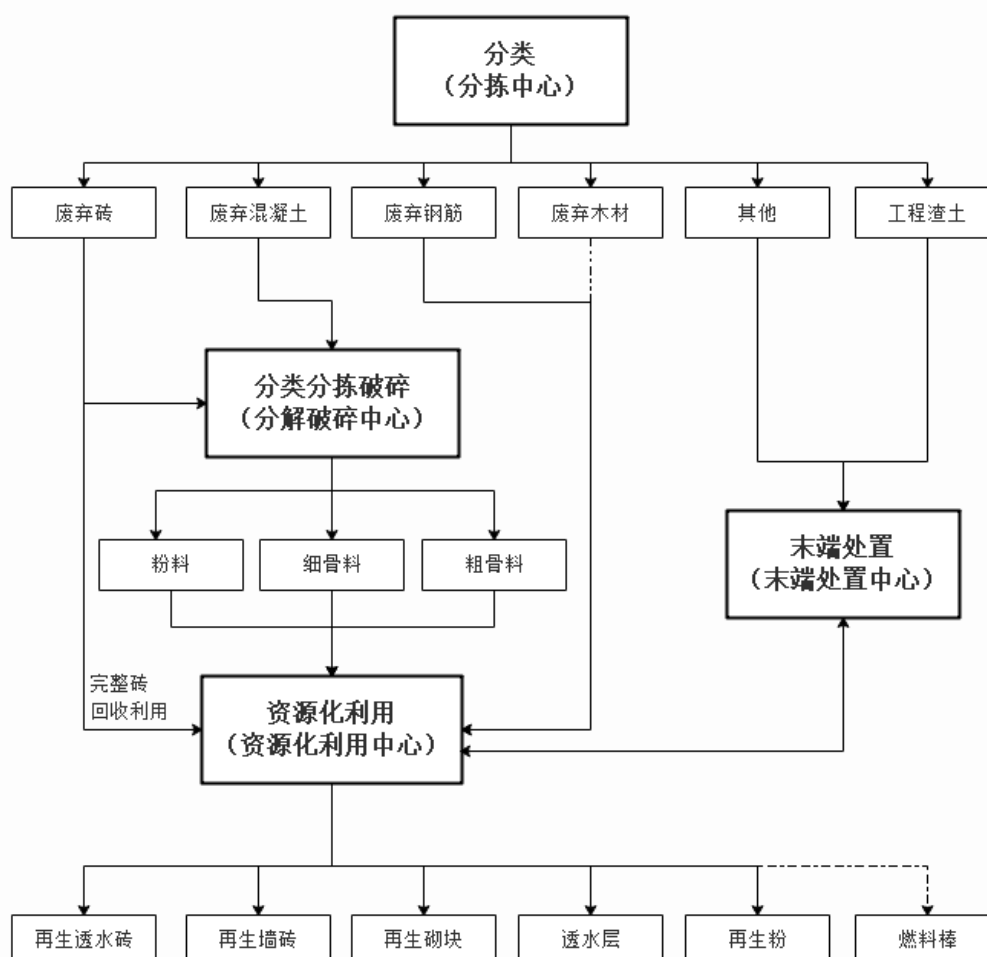 分类
（分拣中心）
废弃砖
废弃混凝土
废弃钢筋
废弃木材
其他
工程渣土
分类分拣破碎
（分解破碎中心）
粉料
细骨料
粗骨料
末端处置
（末端处置中心）
完整砖
回收利用
资源化利用
（资源化利用中心）
再生透水砖
再生墙砖
再生砌块
透水层
再生粉
燃料棒